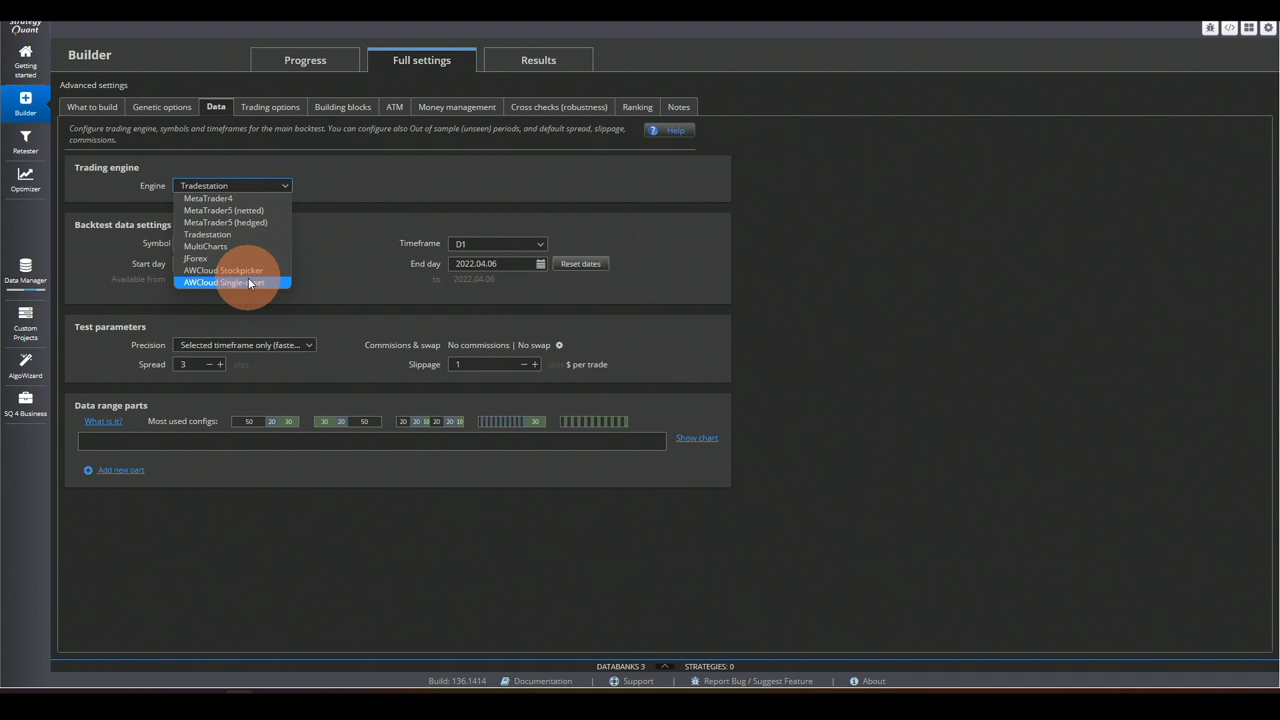 Strategy
Quant
Getting
started
Builder
Retester
Optimizer
Data Manager
Custom
Projects
AlgoWizard
SQ 4 Business
Builder
Progress
Full settings
Results
Advanced settings
What to build
Genetic options
Data
Trading options
Building blocks
ATM
Money management
Cross checks (robustness)
Ranking
Notes
Configure trading engine, symbols and timeframes for the main backtest. You can configure also Out of sample (unseen) periods, and default spread, slippage,
commissions.
? Help
Trading engine
Engine
Tradestation
MetaTrader4
MetaTrader5 (netted)
MetaTrader5 (hedged)
Tradestation
MultiCharts
JForex
AWCloud Stockpicker
AWCloud
Backtest data settings
Symbol
Timeframe
D1
Start day
End day
2022.04.06
Reset dates
Available from
to
2022.04.06
Test parameters
Precision
Selected timeframe only (faste...
Commisions & swap
No commissions | No swap
Spread
3
pips
Slippage
1
pips $ per trade
Data range parts
What is it?
Most used configs:
50 20 30
30 20 50
20 20 10 20 20 10
30
Show chart
Add new part
DATABANKS 3
STRATEGIES: 0
Build: 136.1414
Documentation
|
Support
|
Report Bug / Suggest Feature
|
About